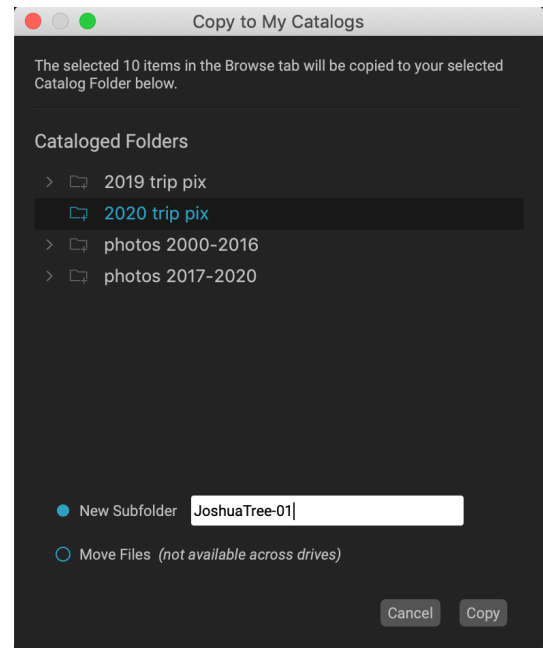 Copy to My Catalogs
The selected 10 items in the Browse tab will be copied to your selected
Catalog Folder below.
Cataloged Folders
2019 trip pix
2020 trip pix
photos 2000-2016
photos 2017-2020
New Subfolder JoshuaTree-01
Move Files (not available across drives)
Cancel Copy